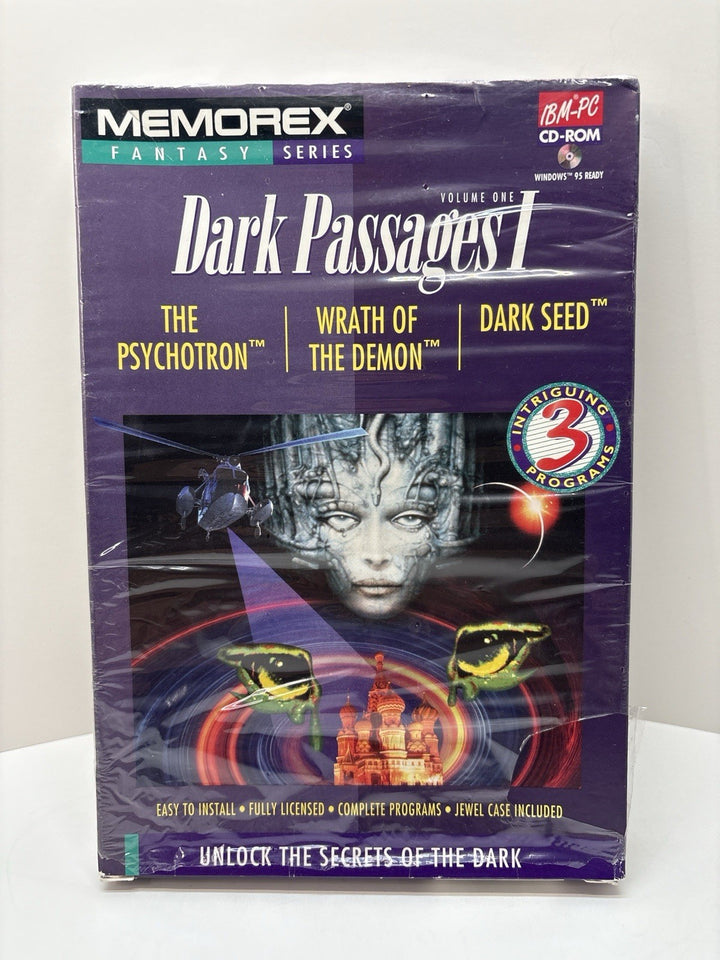 MEMOREX®
FANTASY SERIES
IBM®PC
CD-ROM
WINDOWS™ 95 READY
VOLUME ONE
Dark Passages I
THE PSYCHOTRON™
WRATH OF THE DEMON™
DARK SEED™
INTRIGUING
3
PROGRAMS
EASY TO INSTALL • FULLY LICENSED • COMPLETE PROGRAMS • JEWEL CASE INCLUDED
UNLOCK THE SECRETS OF THE DARK